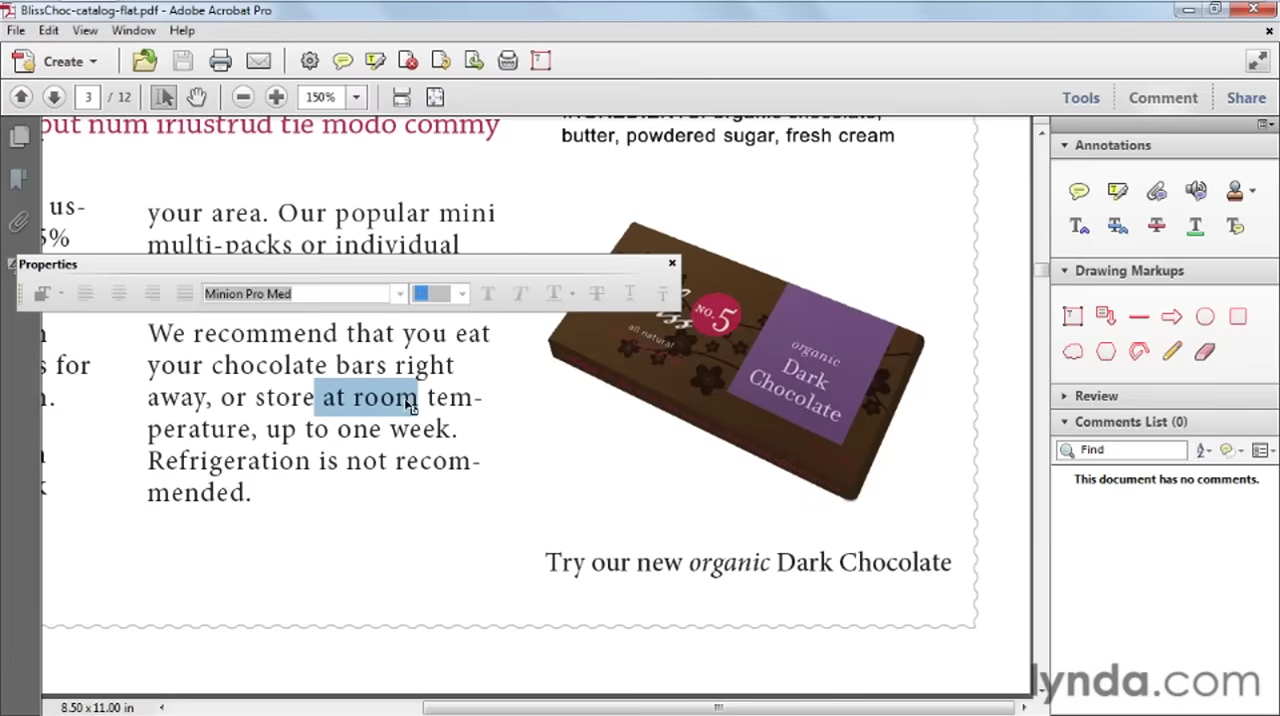 BlissChoc-catalog-flat.pdf - Adobe Acrobat Pro
File Edit View Window Help
Create
3 / 12 150% Tools Comment Share
put num iriustrud tie modo commy
butter, powdered sugar, fresh cream
us-
5%
your area. Our popular mini
multi-packs or individual
Properties
Minion Pro Med
s for
We recommend that you eat
your chocolate bars right
away, or store at room tem-
perature, up to one week.
Refrigeration is not recom-
mended.
NO. 5
all natural
organic
Dark
Chocolate
Try our new organic Dark Chocolate
8.50 x 11.00 in
Annotations
Drawing Markups
Review
Comments List (0)
Find
This document has no comments.
lynda.com